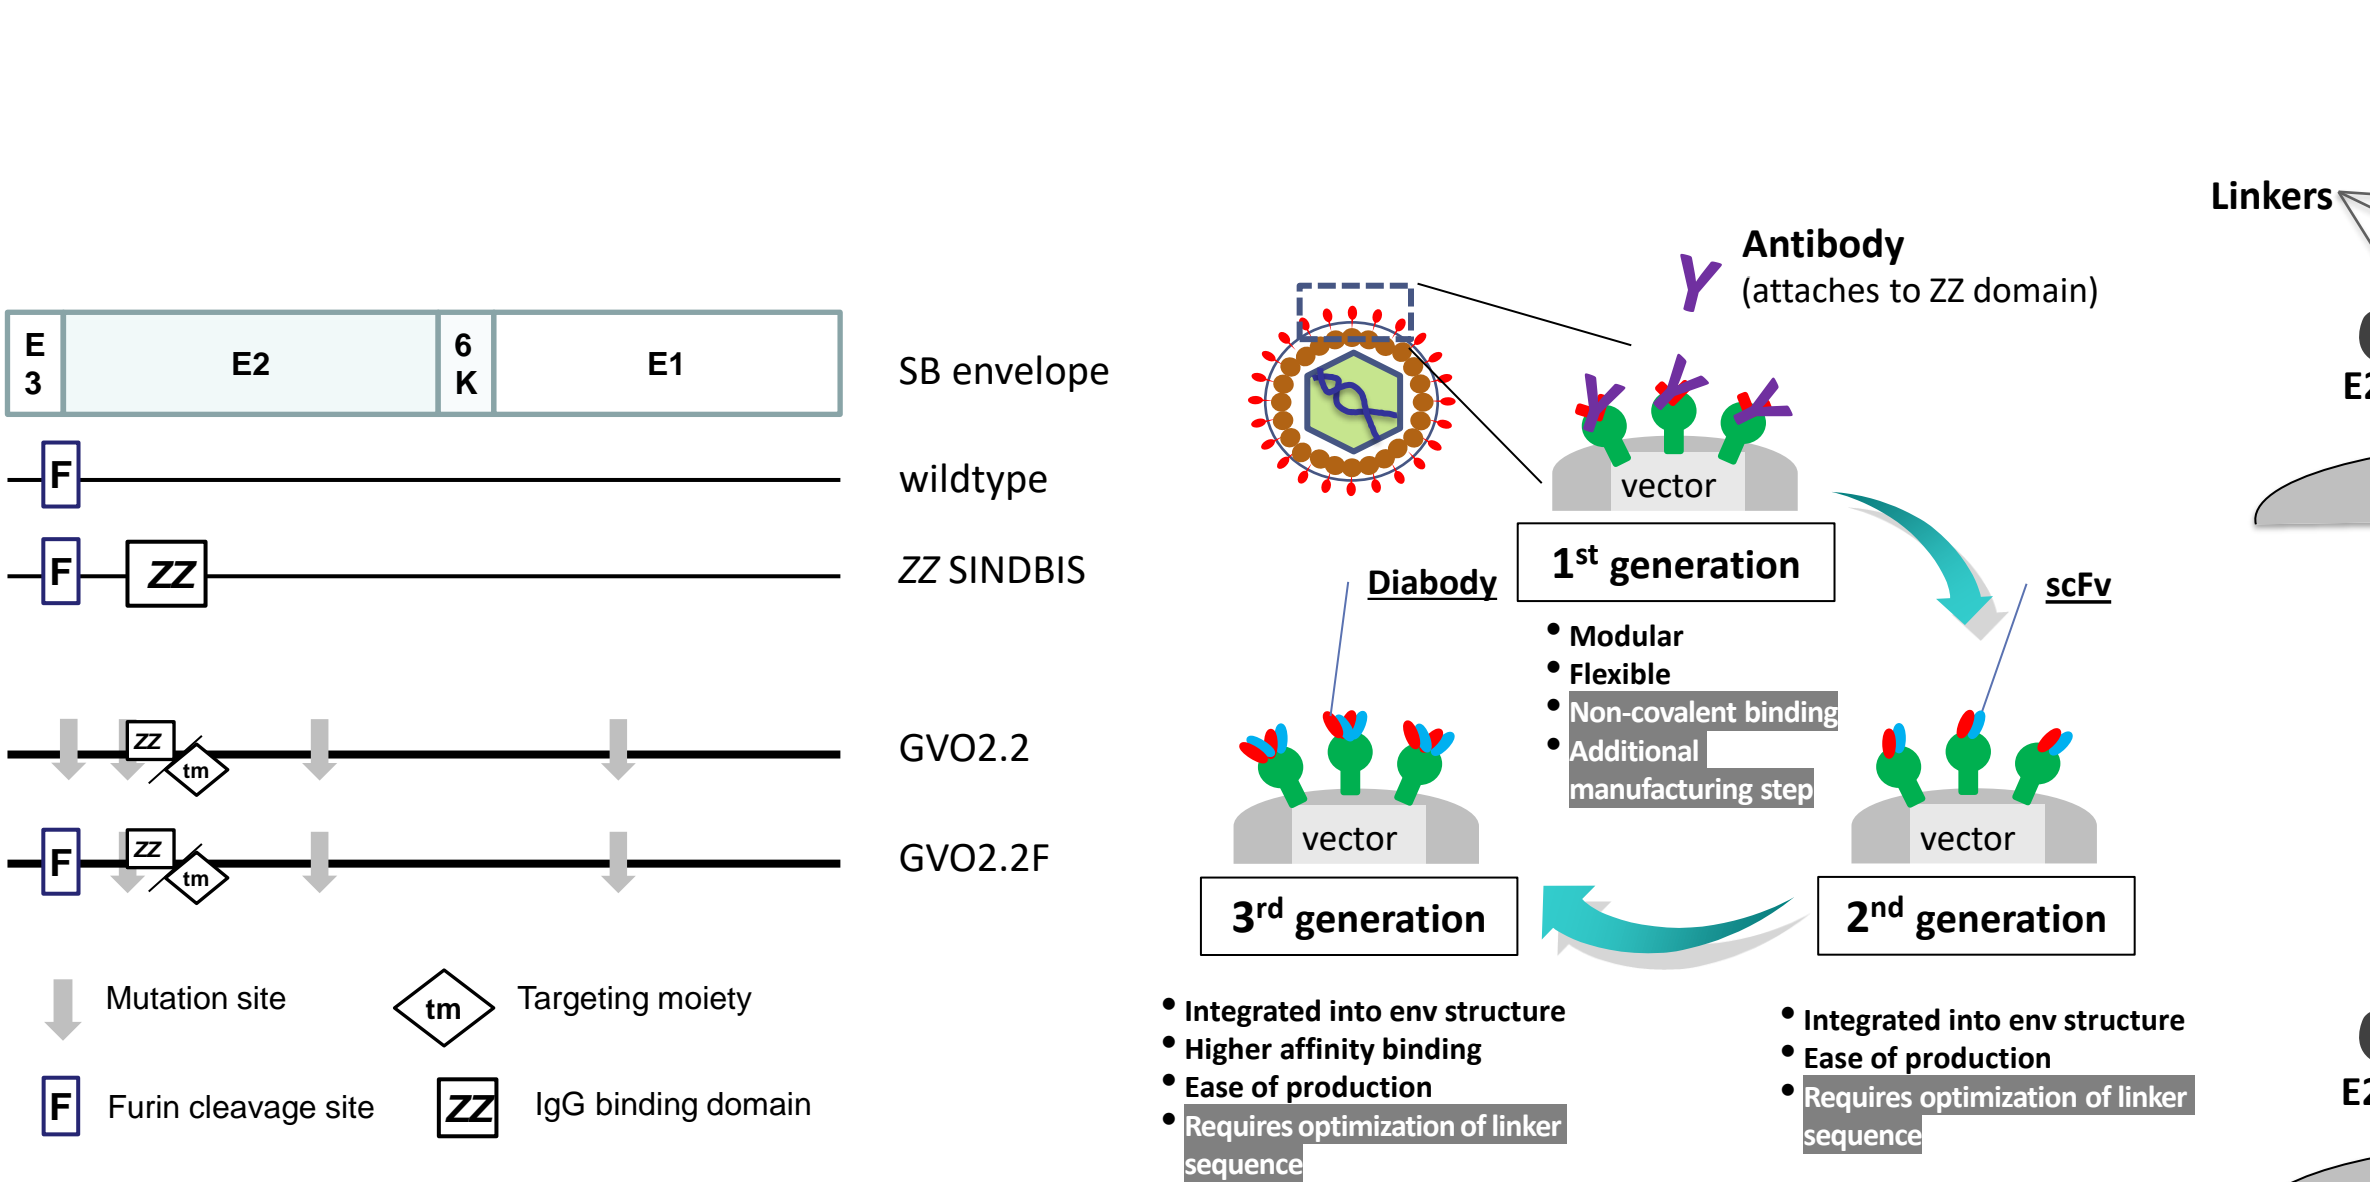 E
3
E2
6
K
E1
SB envelope
F
wildtype
F
ZZ
ZZ SINDBIS
ZZ
tm
GVO2.2
F
ZZ
tm
GVO2.2F
Mutation site
tm
Targeting moiety
F
Furin cleavage site
ZZ
IgG binding domain
Antibody
(attaches to ZZ domain)
vector
1st generation
• Modular
• Flexible
• Non-covalent binding
• Additional
manufacturing step
Diabody
vector
3rd generation
• Integrated into env structure
• Higher affinity binding
• Ease of production
• Requires optimization of linker
sequence
scFv
vector
2nd generation
• Integrated into env structure
• Ease of production
• Requires optimization of linker
sequence
Linkers
E2
E2